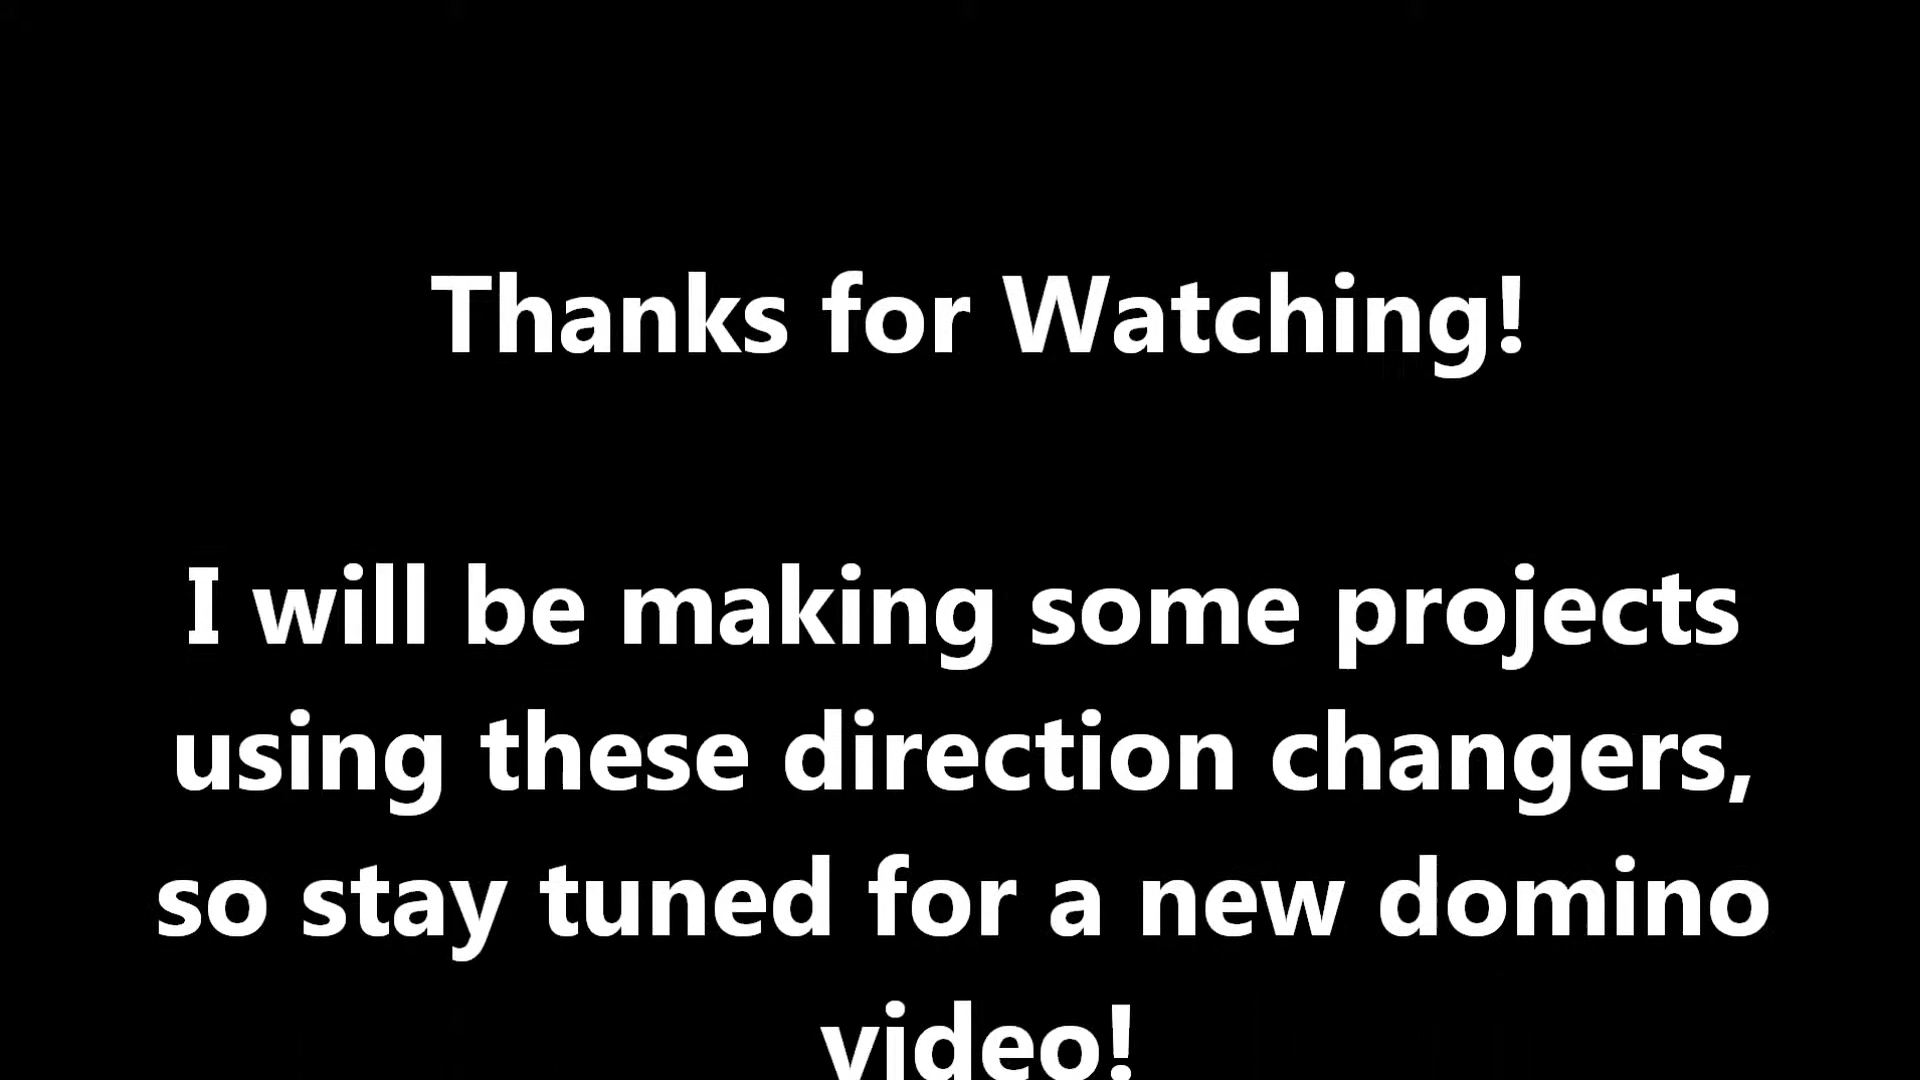 Thanks for Watching!
I will be making some projects
using these direction changers,
so stay tuned for a new domino
video!